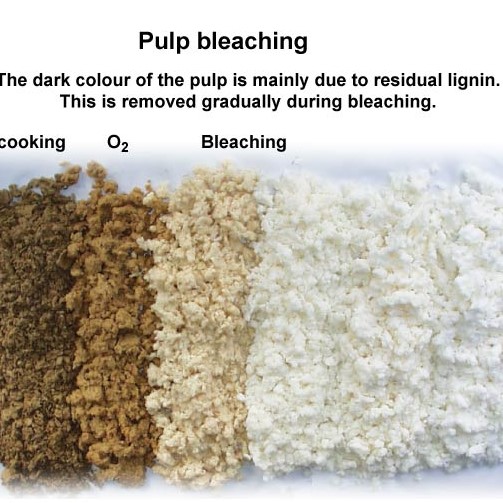 Pulp bleaching
The dark colour of the pulp is mainly due to residual lignin.
This is removed gradually during bleaching.
cooking O₂ Bleaching